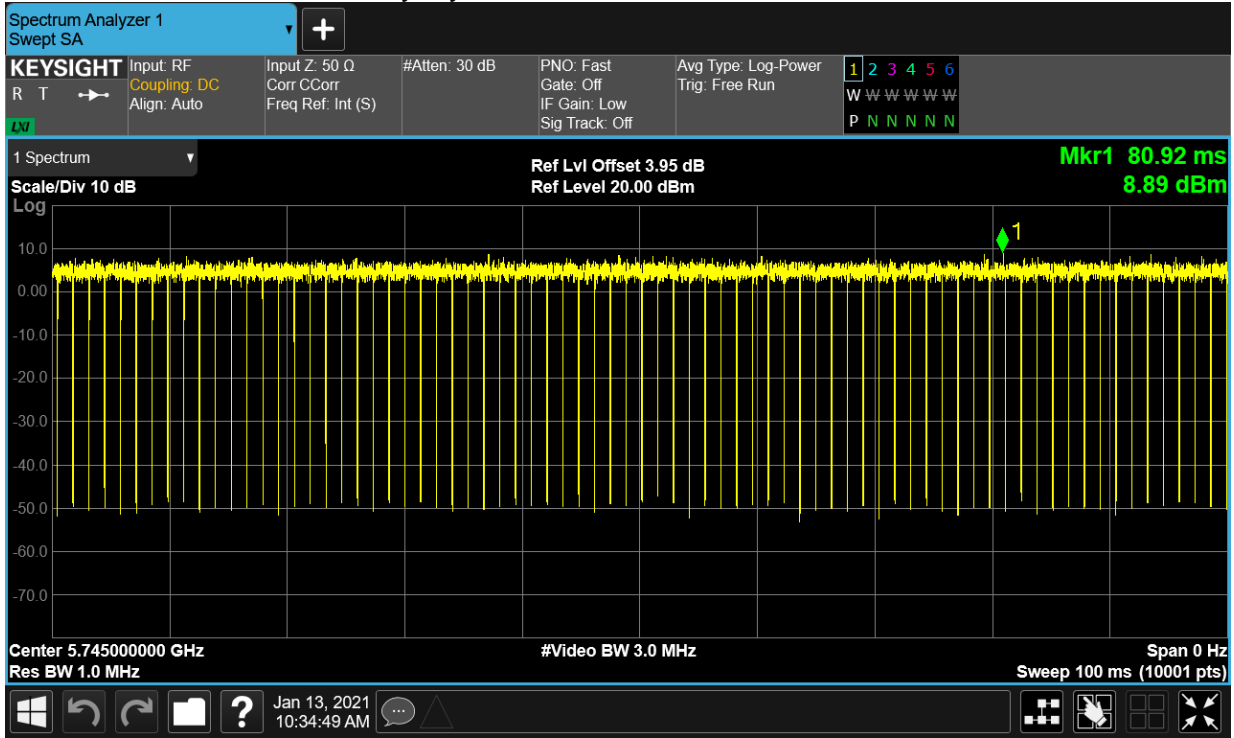 Spectrum Analyzer 1
Swept SA
KEYSIGHT
R T
LXI
Input: RF
Coupling: DC
Align: Auto
Input Z: 50 Ω
Corr CCorr
Freq Ref: Int (S)
#Atten: 30 dB
PNO: Fast
Gate: Off
IF Gain: Low
Sig Track: Off
Avg Type: Log-Power
Trig: Free Run
1 2 3 4 5 6
W W W W W W
P N N N N N
1 Spectrum
Scale/Div 10 dB
Ref Lvl Offset 3.95 dB
Ref Level 20.00 dBm
Mkr1 80.92 ms
8.89 dBm
Log
1
10.0
0.00
-10.0
-20.0
-30.0
-40.0
-50.0
-60.0
-70.0
Center 5.745000000 GHz
#Video BW 3.0 MHz
Span 0 Hz
Res BW 1.0 MHz
Sweep 100 ms (10001 pts)
Jan 13, 2021
10:34:49 AM